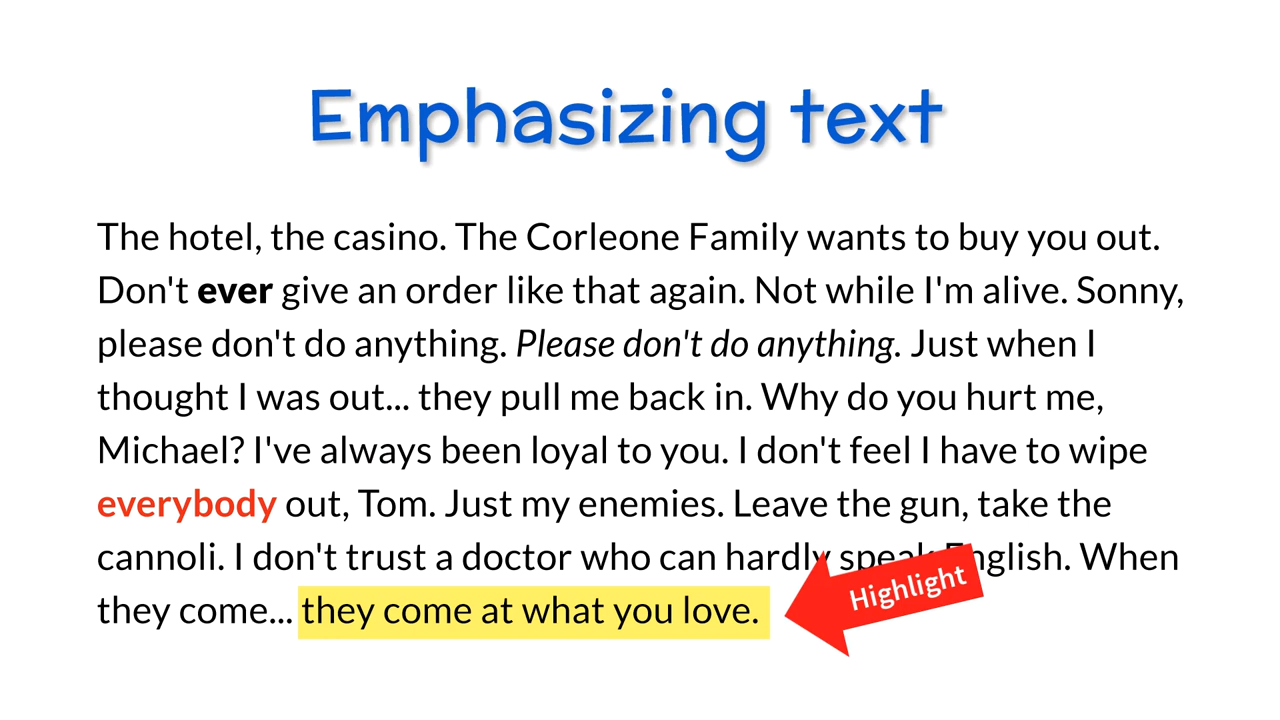 Emphasizing text
The hotel, the casino. The Corleone Family wants to buy you out.
Don't ever give an order like that again. Not while I'm alive. Sonny,
please don't do anything. Please don't do anything. Just when I
thought I was out... they pull me back in. Why do you hurt me,
Michael? I've always been loyal to you. I don't feel I have to wipe
everybody out, Tom. Just my enemies. Leave the gun, take the
cannoli. I don't trust a doctor who can hardly speak English. When
they come... they come at what you love.
Highlight